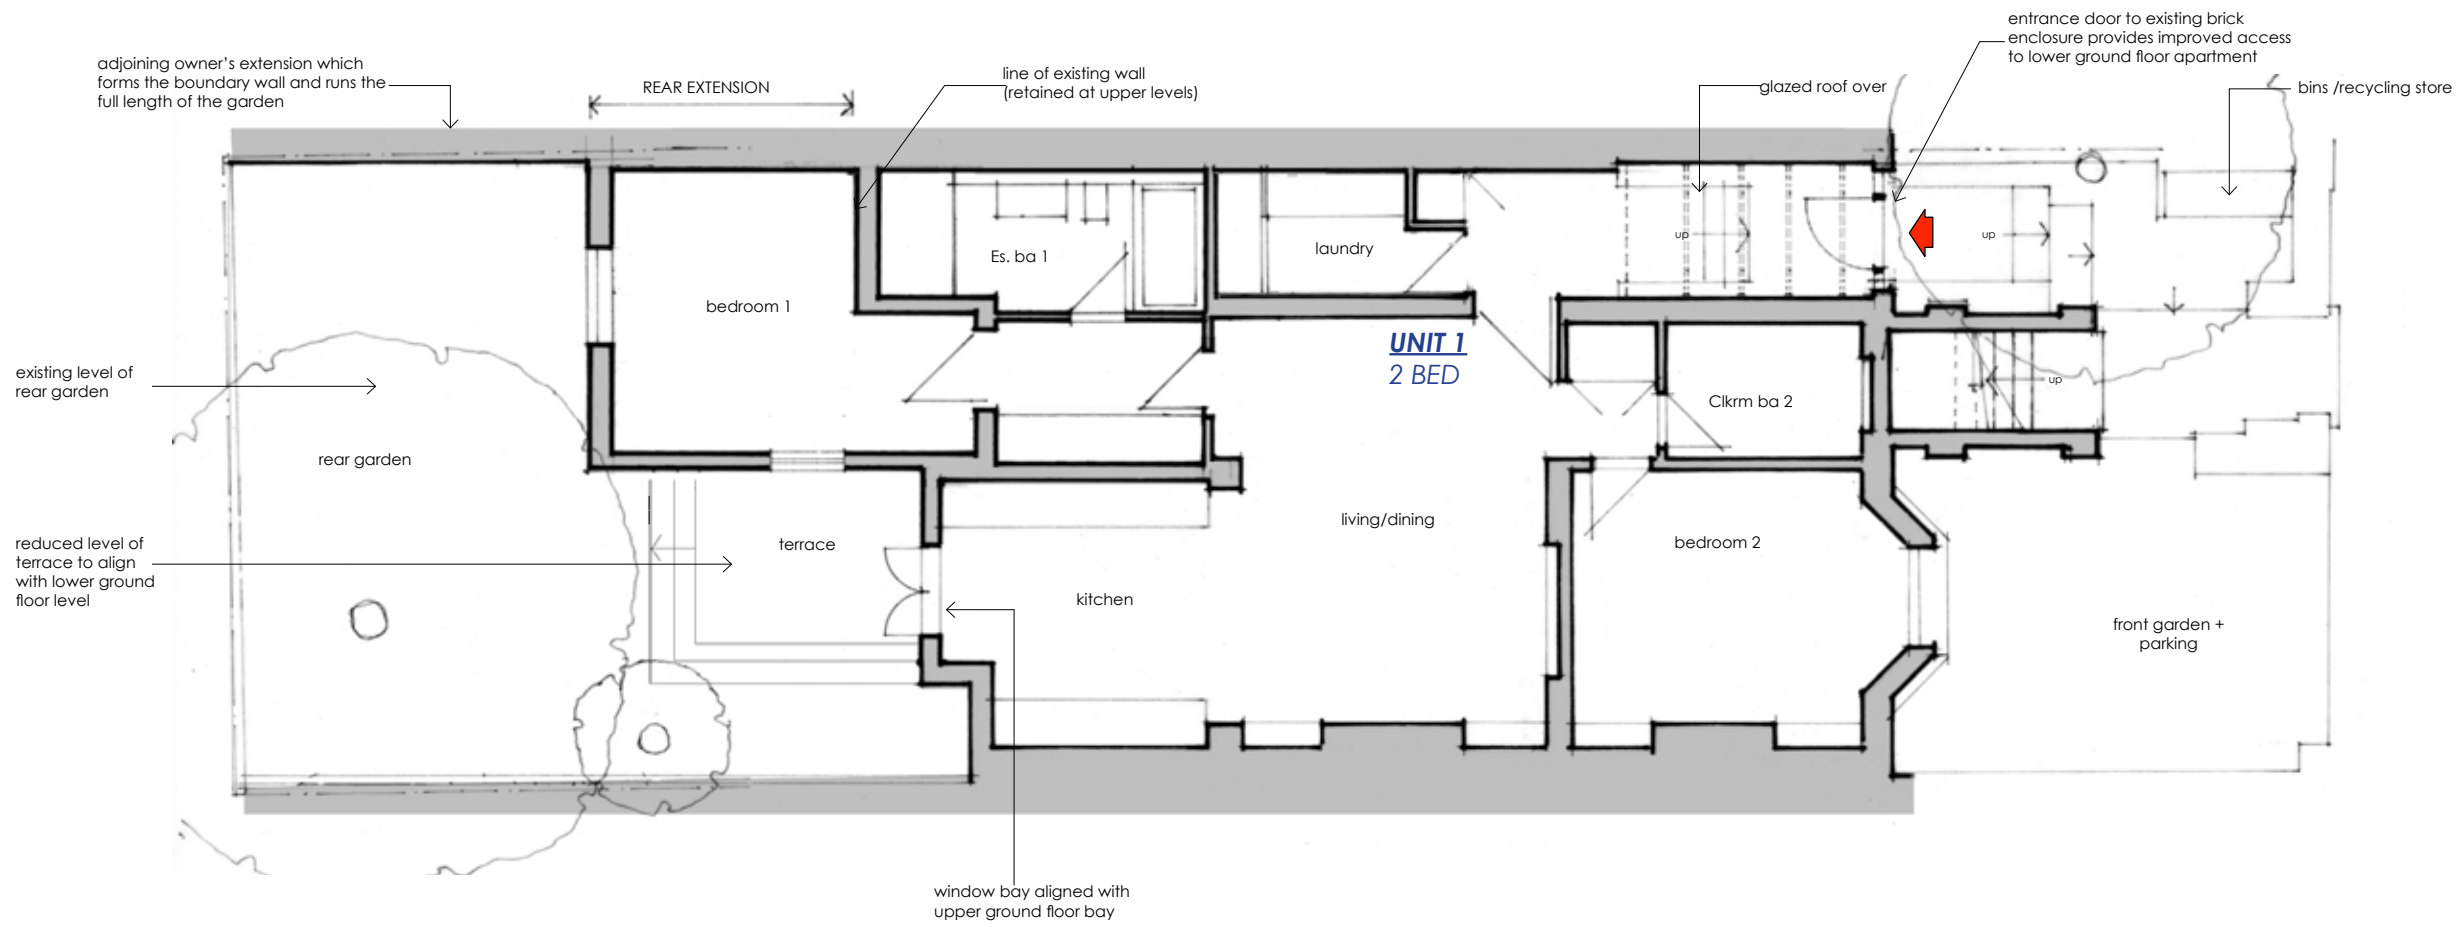 entrance door to existing brick
enclosure provides improved access
to lower ground floor apartment
adjoining owner's extension which
forms the boundary wall and runs the
full length of the garden
REAR EXTENSION
line of existing wall
(retained at upper levels)
glazed roof over
bins /recycling store
Es. ba 1
laundry
up
up
bedroom 1
UNIT 1
2 BED
existing level of
rear garden
up
Clkrm ba 2
rear garden
living/dining
reduced level of
terrace to align
with lower ground
floor level
terrace
bedroom 2
kitchen
front garden +
parking
window bay aligned with
upper ground floor bay